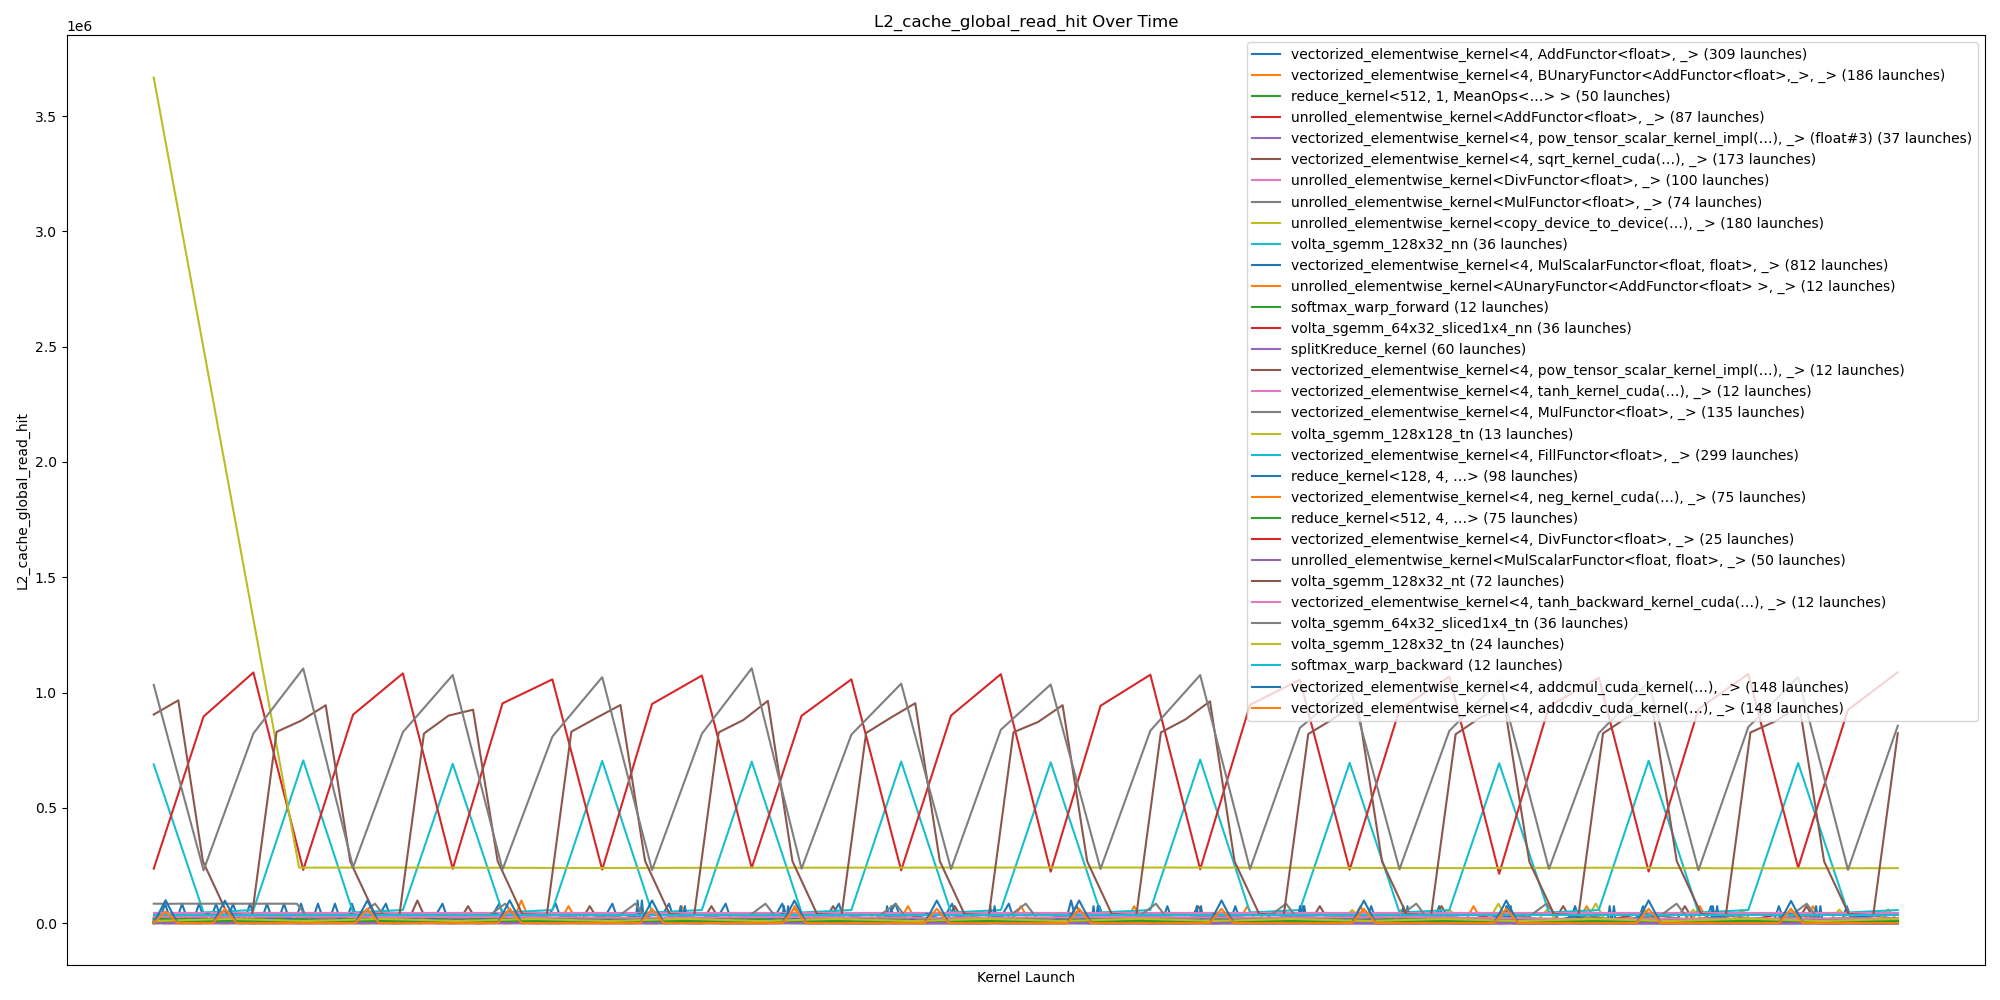 L2_cache_global_read_hit Over Time
1e6
3.5
3.0
2.5
2.0
1.5
1.0
0.5
0.0
L2_cache_global_read_hit
Kernel Launch
vectorized_elementwise_kernel<4, AddFunctor<float>, _> (309 launches)
vectorized_elementwise_kernel<4, BUnaryFunctor<AddFunctor<float>,_>, _> (186 launches)
reduce_kernel<512, 1, MeanOps<...> > (50 launches)
unrolled_elementwise_kernel<AddFunctor<float>, _> (87 launches)
vectorized_elementwise_kernel<4, pow_tensor_scalar_kernel_impl(...), _> (float#3) (37 launches)
vectorized_elementwise_kernel<4, sqrt_kernel_cuda(...), _> (173 launches)
unrolled_elementwise_kernel<DivFunctor<float>, _> (100 launches)
unrolled_elementwise_kernel<MulFunctor<float>, _> (74 launches)
unrolled_elementwise_kernel<copy_device_to_device(...), _> (180 launches)
volta_sgemm_128x32_nn (36 launches)
vectorized_elementwise_kernel<4, MulScalarFunctor<float, float>, _> (812 launches)
unrolled_elementwise_kernel<AUnaryFunctor<AddFunctor<float> >, _> (12 launches)
softmax_warp_forward (12 launches)
volta_sgemm_64x32_sliced1x4_nn (36 launches)
splitKreduce_kernel (60 launches)
vectorized_elementwise_kernel<4, pow_tensor_scalar_kernel_impl(...), _> (12 launches)
vectorized_elementwise_kernel<4, tanh_kernel_cuda(...), _> (12 launches)
vectorized_elementwise_kernel<4, MulFunctor<float>, _> (135 launches)
volta_sgemm_128x128_tn (13 launches)
vectorized_elementwise_kernel<4, FillFunctor<float>, _> (299 launches)
reduce_kernel<128, 4, ...> (98 launches)
vectorized_elementwise_kernel<4, neg_kernel_cuda(...), _> (75 launches)
reduce_kernel<512, 4, ...> (75 launches)
vectorized_elementwise_kernel<4, DivFunctor<float>, _> (25 launches)
unrolled_elementwise_kernel<MulScalarFunctor<float, float>, _> (50 launches)
volta_sgemm_128x32_nt (72 launches)
vectorized_elementwise_kernel<4, tanh_backward_kernel_cuda(...), _> (12 launches)
volta_sgemm_64x32_sliced1x4_tn (36 launches)
volta_sgemm_128x32_tn (24 launches)
softmax_warp_backward (12 launches)
vectorized_elementwise_kernel<4, addcmul_cuda_kernel(...), _> (148 launches)
vectorized_elementwise_kernel<4, addcdiv_cuda_kernel(...), _> (148 launches)